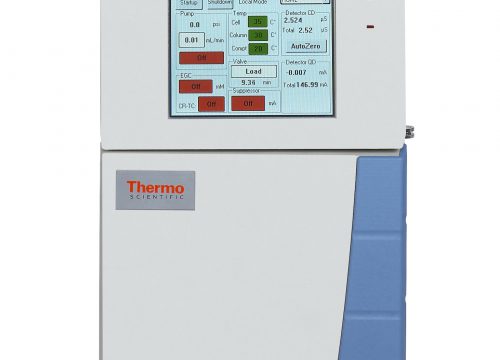 Startup Shutdown Local Mode
Pump
0.0 psi
0.01 mL/min
Off
EGC
Off mM
CR-TC: Off
Temp
Cell 35 C°
Column 30 C°
Compt 20 C°
Valve
Load
9.34 min
Suppressor
Off mA
Detector CD
2.524 µS
Total 2.52 µS
AutoZero
Detector QD
-0.007 mA
Total 146.99 mA
Thermo
SCIENTIFIC